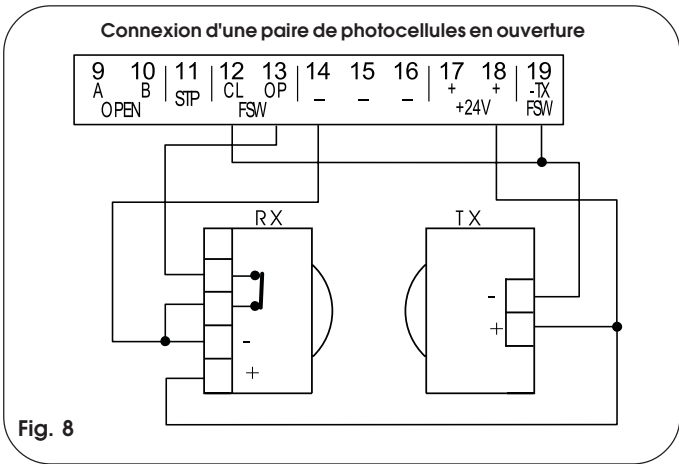 Connexion d'une paire de photocellules en ouverture
9 10 11 12 13 14 15 16 17 18 19
A B STP CL OP _ _ _ + + -TX
OPEN FSW +24V FSW
RX TX
- -
+ +
Fig. 8